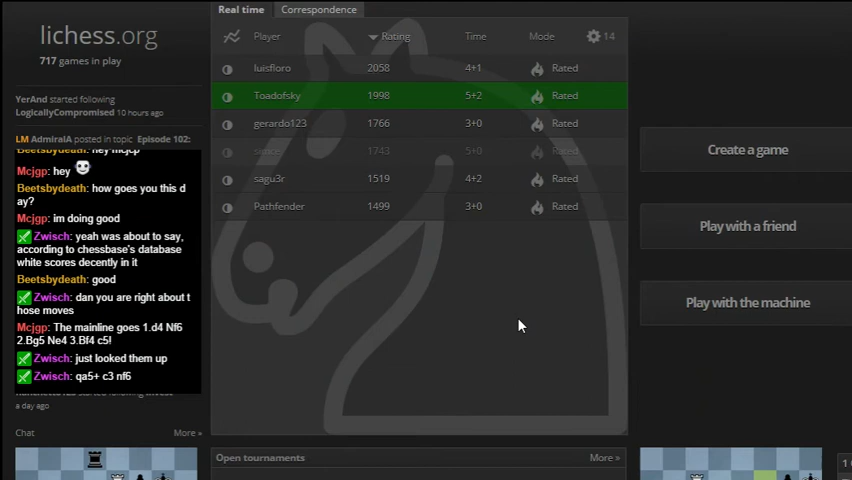 Real time Correspondence
lichess.org
717 games in play
Player Rating Time Mode 14
luisfloro 2058 4+1 Rated
Toadofsky 1998 5+2 Rated
gerardo123 1766 3+0 Rated
1743 5+0 Rated
sagu3r 1519 4+2 Rated
Pathfender 1499 3+0 Rated
YerAnd started following
LogicallyCompromised 10 hours ago
LM AdmiralA posted in topic Episode 102:
Beetsbydeath: hey mcjcp
Mcjgp: hey
Beetsbydeath: how goes you this d
ay?
Mcjgp: im doing good
Zwisch: yeah was about to say,
according to chessbase's database
white scores decently in it
Beetsbydeath: good
Zwisch: dan you are right about t
hose moves
Mcjgp: The mainline goes 1.d4 Nf6
2.Bg5 Ne4 3.Bf4 c5!
Zwisch: just looked them up
Zwisch: qa5+ c3 nf6
a day ago
Chat More »
Create a game
Play with a friend
Play with the machine
Open tournaments More »